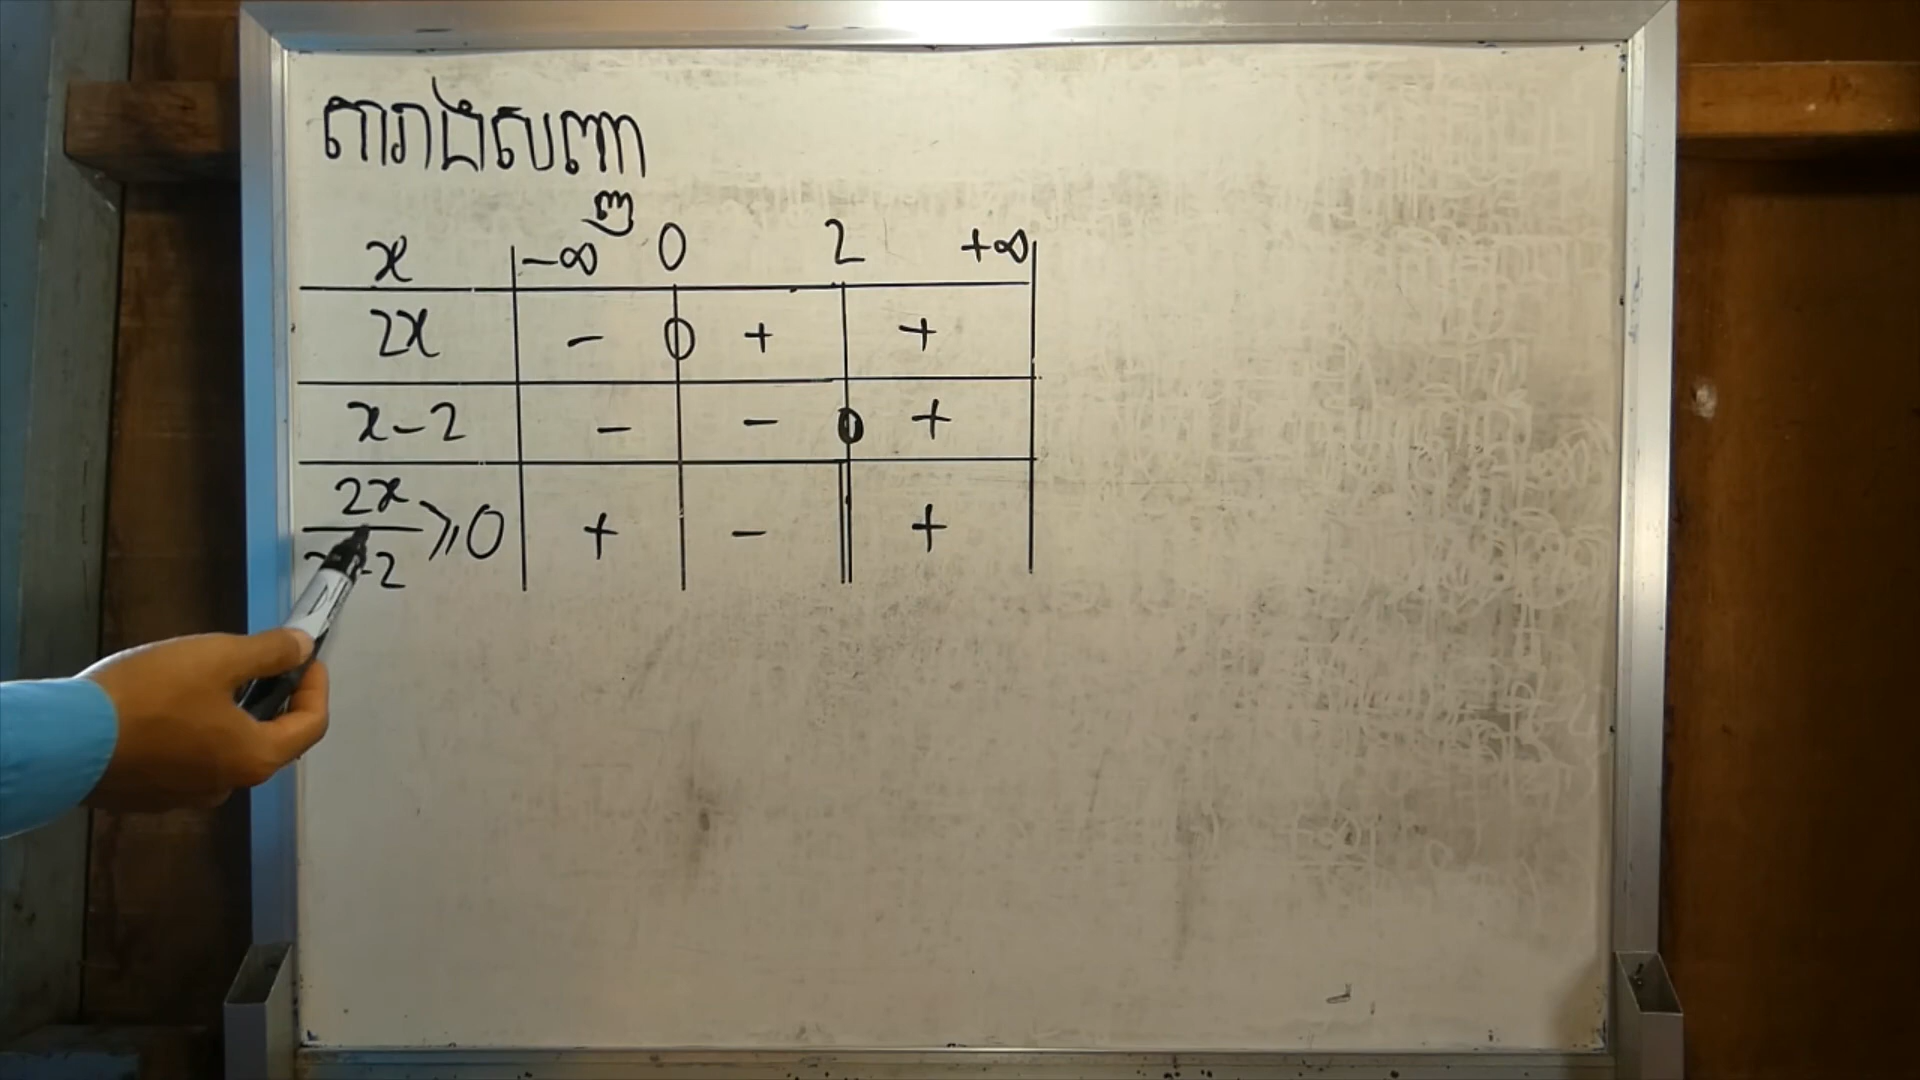 តារាងសញ្ញា
x -∞ 0 2 +∞
2x - 0 + +
x-2 - - 0 +
2x/x-2 ⩾0 + - || +